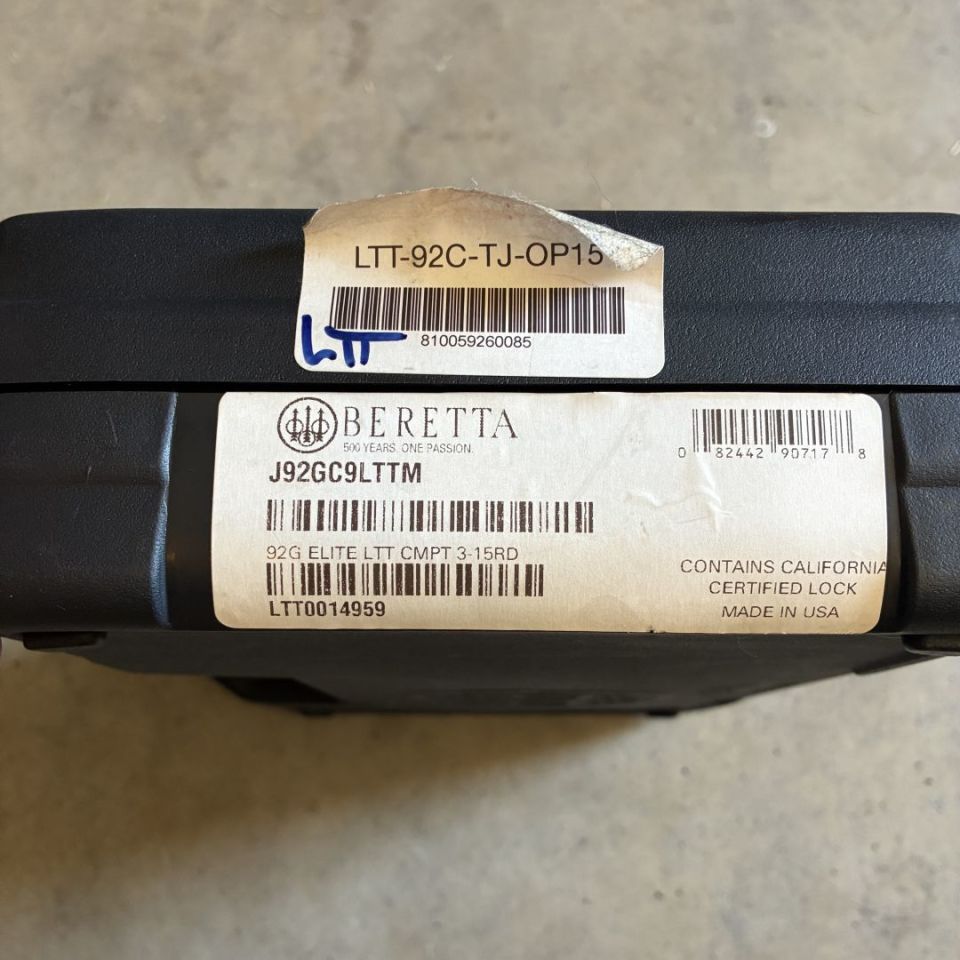 LTT-92C-TJ-OP15
LTT
810059260085
BERETTA
500 YEARS. ONE PASSION.
J92GC9LTTM
0 82442 90717 8
92G ELITE LTT CMPT 3-15RD
LTT0014959
CONTAINS CALIFORNIA
CERTIFIED LOCK
MADE IN USA